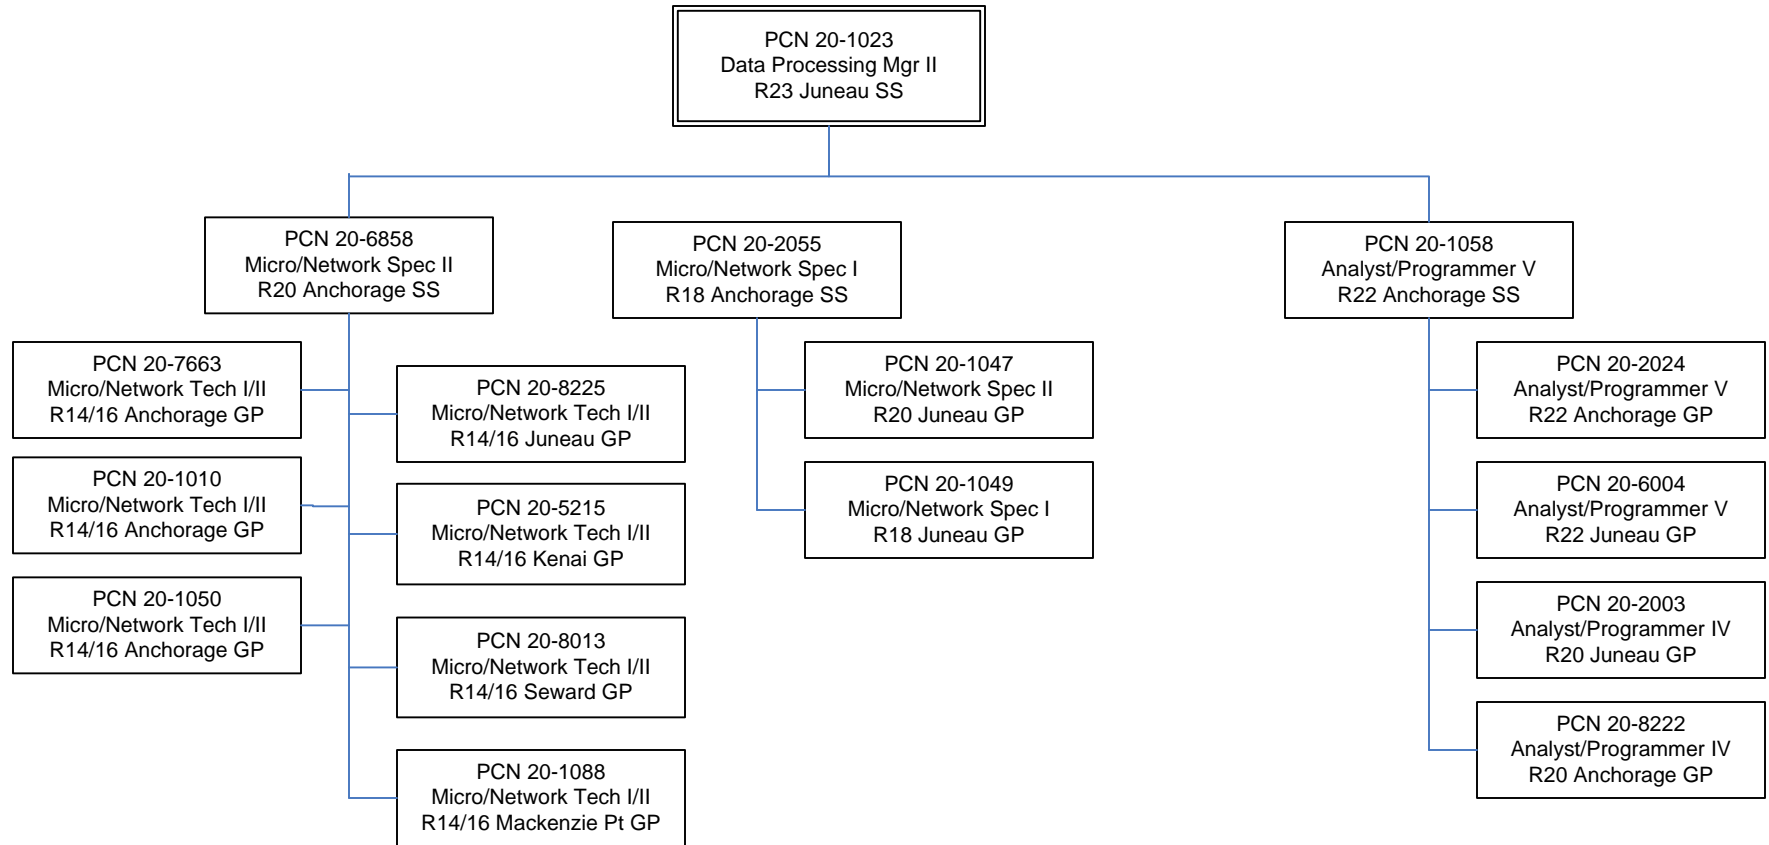 PCN 20-1023
Data Processing Mgr II
R23 Juneau SS
PCN 20-6858
Micro/Network Spec II
R20 Anchorage SS
PCN 20-2055
Micro/Network Spec I
R18 Anchorage SS
PCN 20-1058
Analyst/Programmer V
R22 Anchorage SS
PCN 20-7663
Micro/Network Tech I/II
R14/16 Anchorage GP
PCN 20-1010
Micro/Network Tech I/II
R14/16 Anchorage GP
PCN 20-1050
Micro/Network Tech I/II
R14/16 Anchorage GP
PCN 20-8225
Micro/Network Tech I/II
R14/16 Juneau GP
PCN 20-5215
Micro/Network Tech I/II
R14/16 Kenai GP
PCN 20-8013
Micro/Network Tech I/II
R14/16 Seward GP
PCN 20-1088
Micro/Network Tech I/II
R14/16 Mackenzie Pt GP
PCN 20-1047
Micro/Network Spec II
R20 Juneau GP
PCN 20-1049
Micro/Network Spec I
R18 Juneau GP
PCN 20-2024
Analyst/Programmer V
R22 Anchorage GP
PCN 20-6004
Analyst/Programmer V
R22 Juneau GP
PCN 20-2003
Analyst/Programmer IV
R20 Juneau GP
PCN 20-8222
Analyst/Programmer IV
R20 Anchorage GP